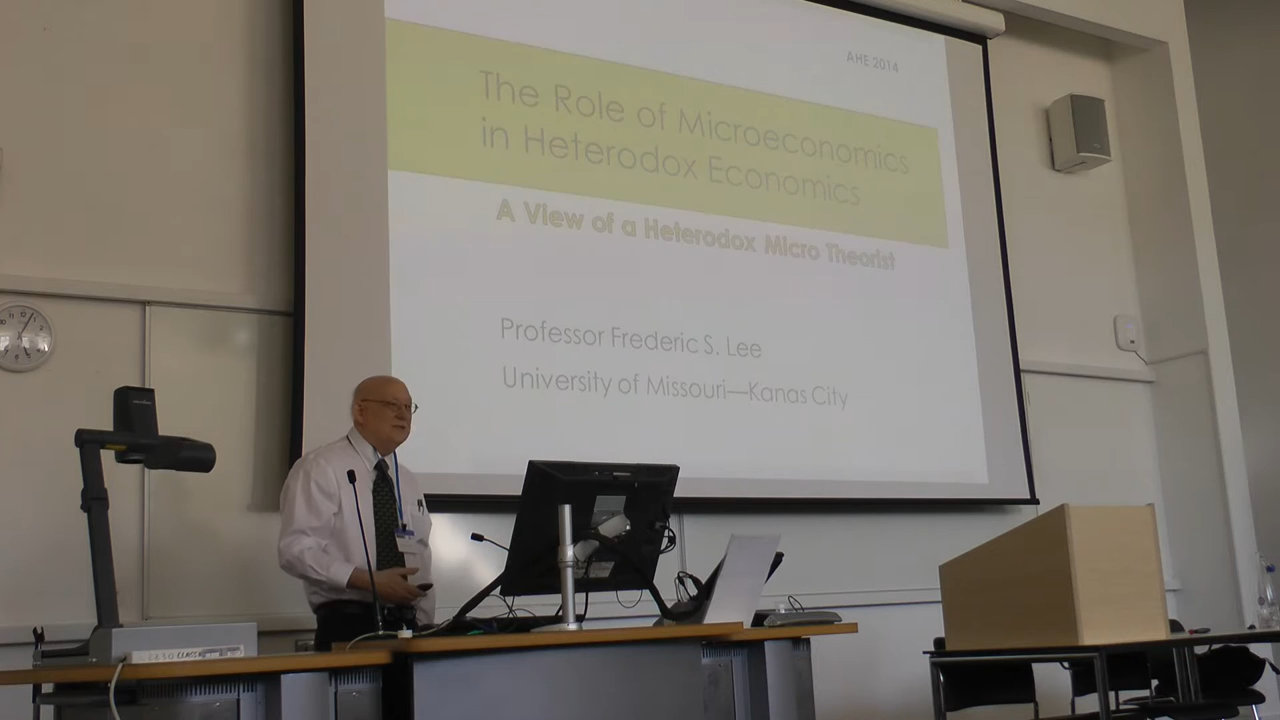 AHE 2014
The Role of Microeconomics
in Heterodox Economics
A View of a Heterodox Micro Theorist
Professor Frederic S. Lee
University of Missouri—Kanas City